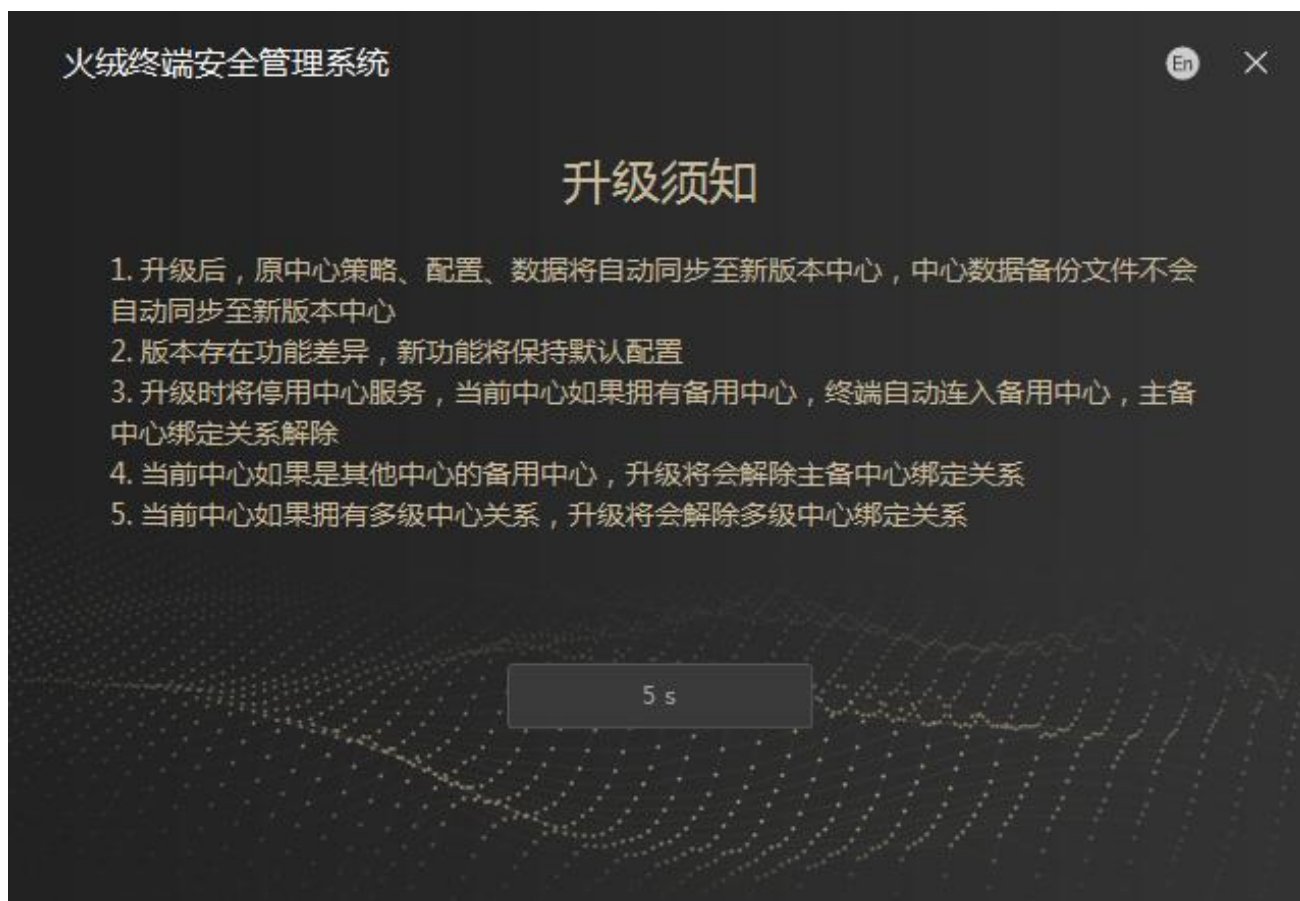 火绒终端安全管理系统
En
升级须知
1. 升级后，原中心策略、配置、数据将自动同步至新版本中心，中心数据备份文件不会
自动同步至新版本中心
2. 版本存在功能差异，新功能将保持默认配置
3. 升级时将停用中心服务，当前中心如果拥有备用中心，终端自动连入备用中心，主备
中心绑定关系解除
4. 当前中心如果是其他中心的备用中心，升级将会解除主备中心绑定关系
5. 当前中心如果拥有多级中心关系，升级将会解除多级中心绑定关系
5 s